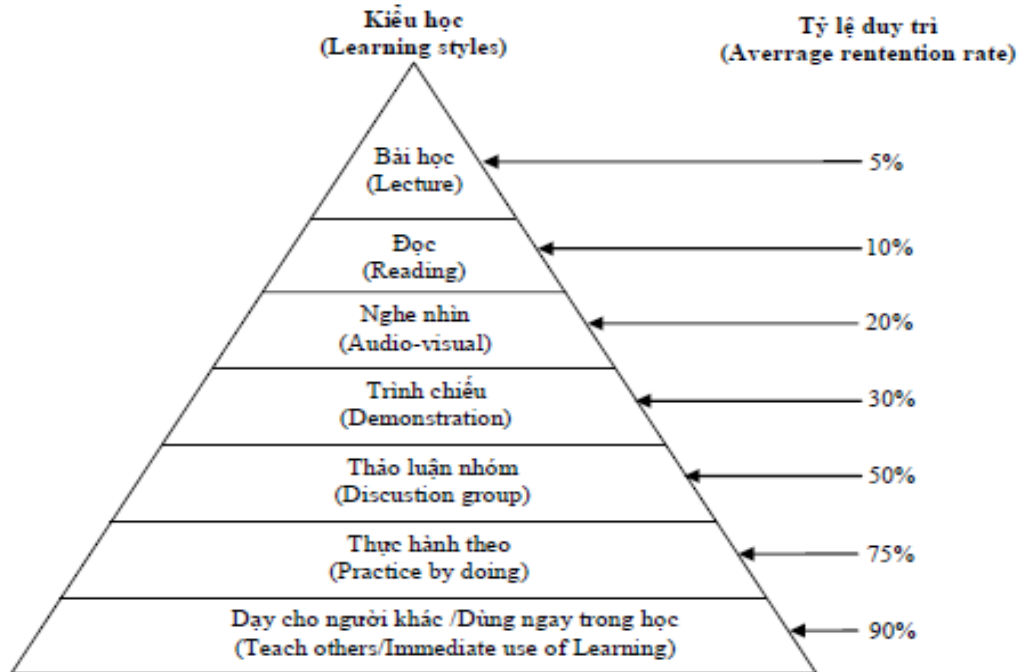 Kiểu học
(Learning styles)
Tỷ lệ duy trì
(Averrage rentention rate)
Bài học
(Lecture)
5%
Đọc
(Reading)
10%
Nghe nhìn
(Audio-visual)
20%
Trình chiếu
(Demonstration)
30%
Thảo luận nhóm
(Discustion group)
50%
Thực hành theo
(Practice by doing)
75%
Dạy cho người khác /Dùng ngay trong học
(Teach others/Immediate use of Learning)
90%